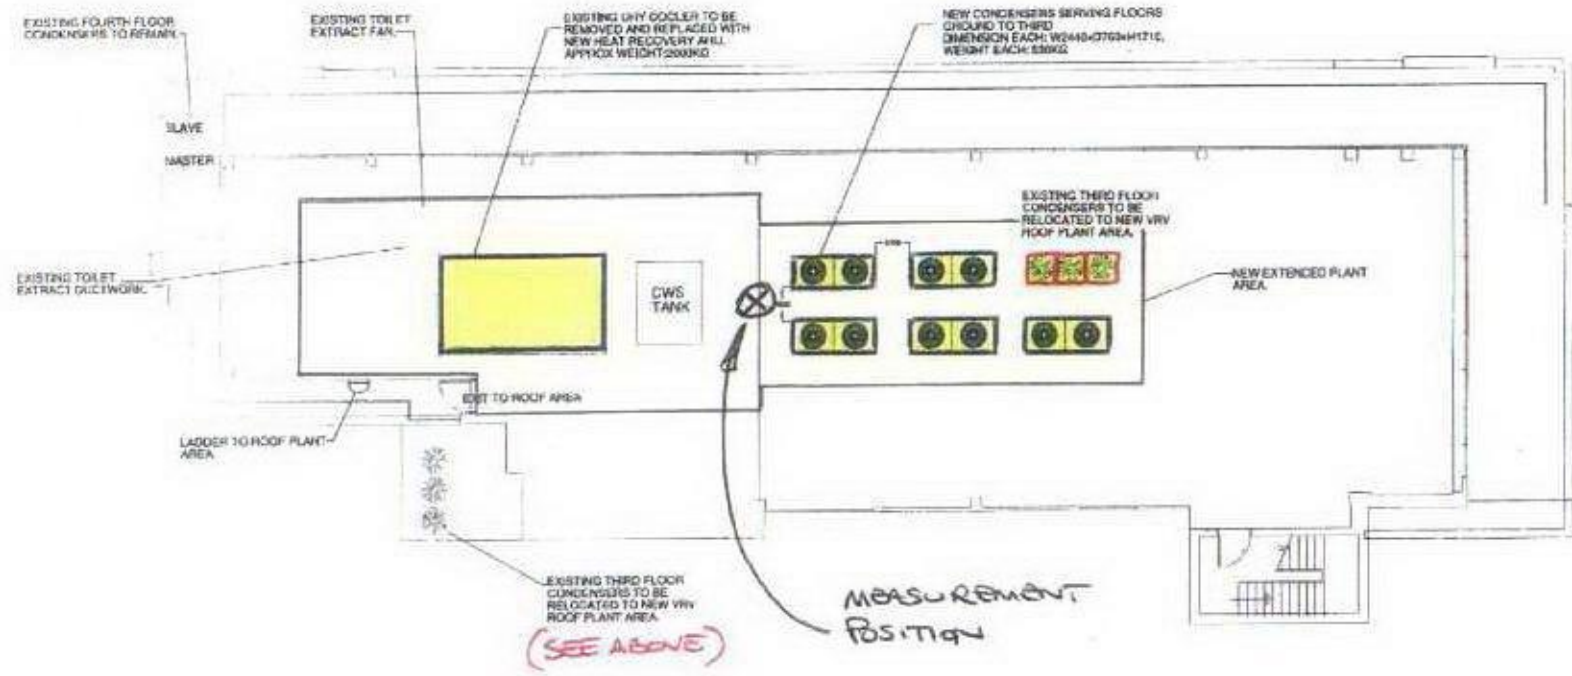 EXISTING FOURTH FLOOR
CONDENSERS TO REMAIN.
EXISTING TOILET
EXTRACT FAN.
EXISTING DRY COOLER TO BE
REMOVED AND REPLACED WITH
NEW HEAT RECOVERY AHU.
APPROX WEIGHT:2000KG
NEW CONDENSERS SERVING FLOORS
GROUND TO THIRD
DIMENSION EACH: W2440xD760xH1710,
WEIGHT EACH:
SLAVE
MASTER
EXISTING THIRD FLOOR
CONDENSERS TO BE
RELOCATED TO NEW VRV
ROOF PLANT AREA.
EXISTING TOILET
EXTRACT DUCTWORK.
CWS
TANK
NEW EXTENDED PLANT
AREA.
EXIT TO ROOF AREA
LADDER TO ROOF PLANT
AREA
EXISTING THIRD FLOOR
CONDENSERS TO BE
RELOCATED TO NEW VRV
ROOF PLANT AREA.
(SEE ABOVE)
MEASUREMENT
POSITION